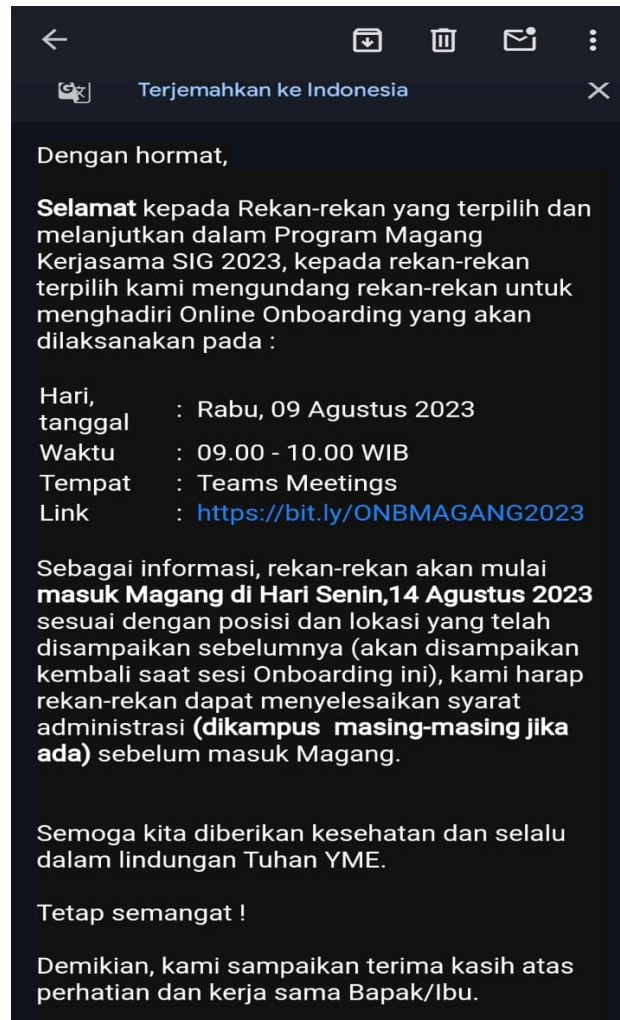 Terjemahkan ke Indonesia
Dengan hormat,
Selamat kepada Rekan-rekan yang terpilih dan
melanjutkan dalam Program Magang
Kerjasama SIG 2023, kepada rekan-rekan
terpilih kami mengundang rekan-rekan untuk
menghadiri Online Onboarding yang akan
dilaksanakan pada :
Hari,
tanggal : Rabu, 09 Agustus 2023
Waktu : 09.00 - 10.00 WIB
Tempat : Teams Meetings
Link : https://bit.ly/ONBMAGANG2023
Sebagai informasi, rekan-rekan akan mulai
masuk Magang di Hari Senin,14 Agustus 2023
sesuai dengan posisi dan lokasi yang telah
disampaikan sebelumnya (akan disampaikan
kembali saat sesi Onboarding ini), kami harap
rekan-rekan dapat menyelesaikan syarat
administrasi (dikampus masing-masing jika
ada) sebelum masuk Magang.
Semoga kita diberikan kesehatan dan selalu
dalam lindungan Tuhan YME.
Tetap semangat !
Demikian, kami sampaikan terima kasih atas
perhatian dan kerja sama Bapak/Ibu.